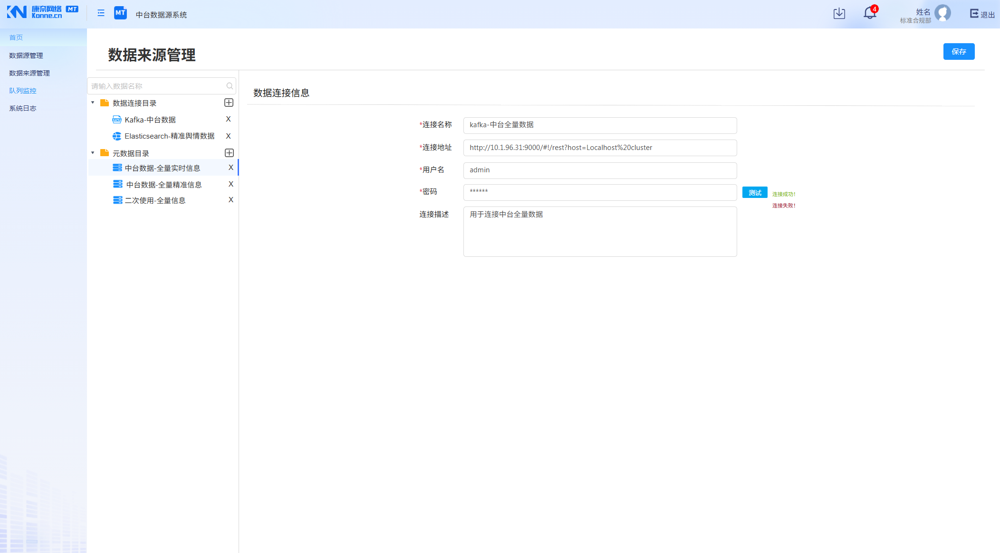 康奈网络 MT
Konne.cn
MT 中台数据源系统
4
姓名
标准合规部
退出
首页
数据源管理
数据来源管理
队列监控
系统日志
数据来源管理
保存
请输入数据名称
数据连接目录
KAFKA Kafka-中台数据 X
Elasticsearch-精准舆情数据 X
元数据目录
中台数据-全量实时信息 X
中台数据-全量精准信息 X
二次使用-全量信息 X
数据连接信息
*连接名称 kafka-中台全量数据
*连接地址 http://10.1.96.31:9000/#!/rest?host=Localhost%20cluster
*用户名 admin
*密码 ****** 测试 连接成功!
连接失败!
连接描述 用于连接中台全量数据